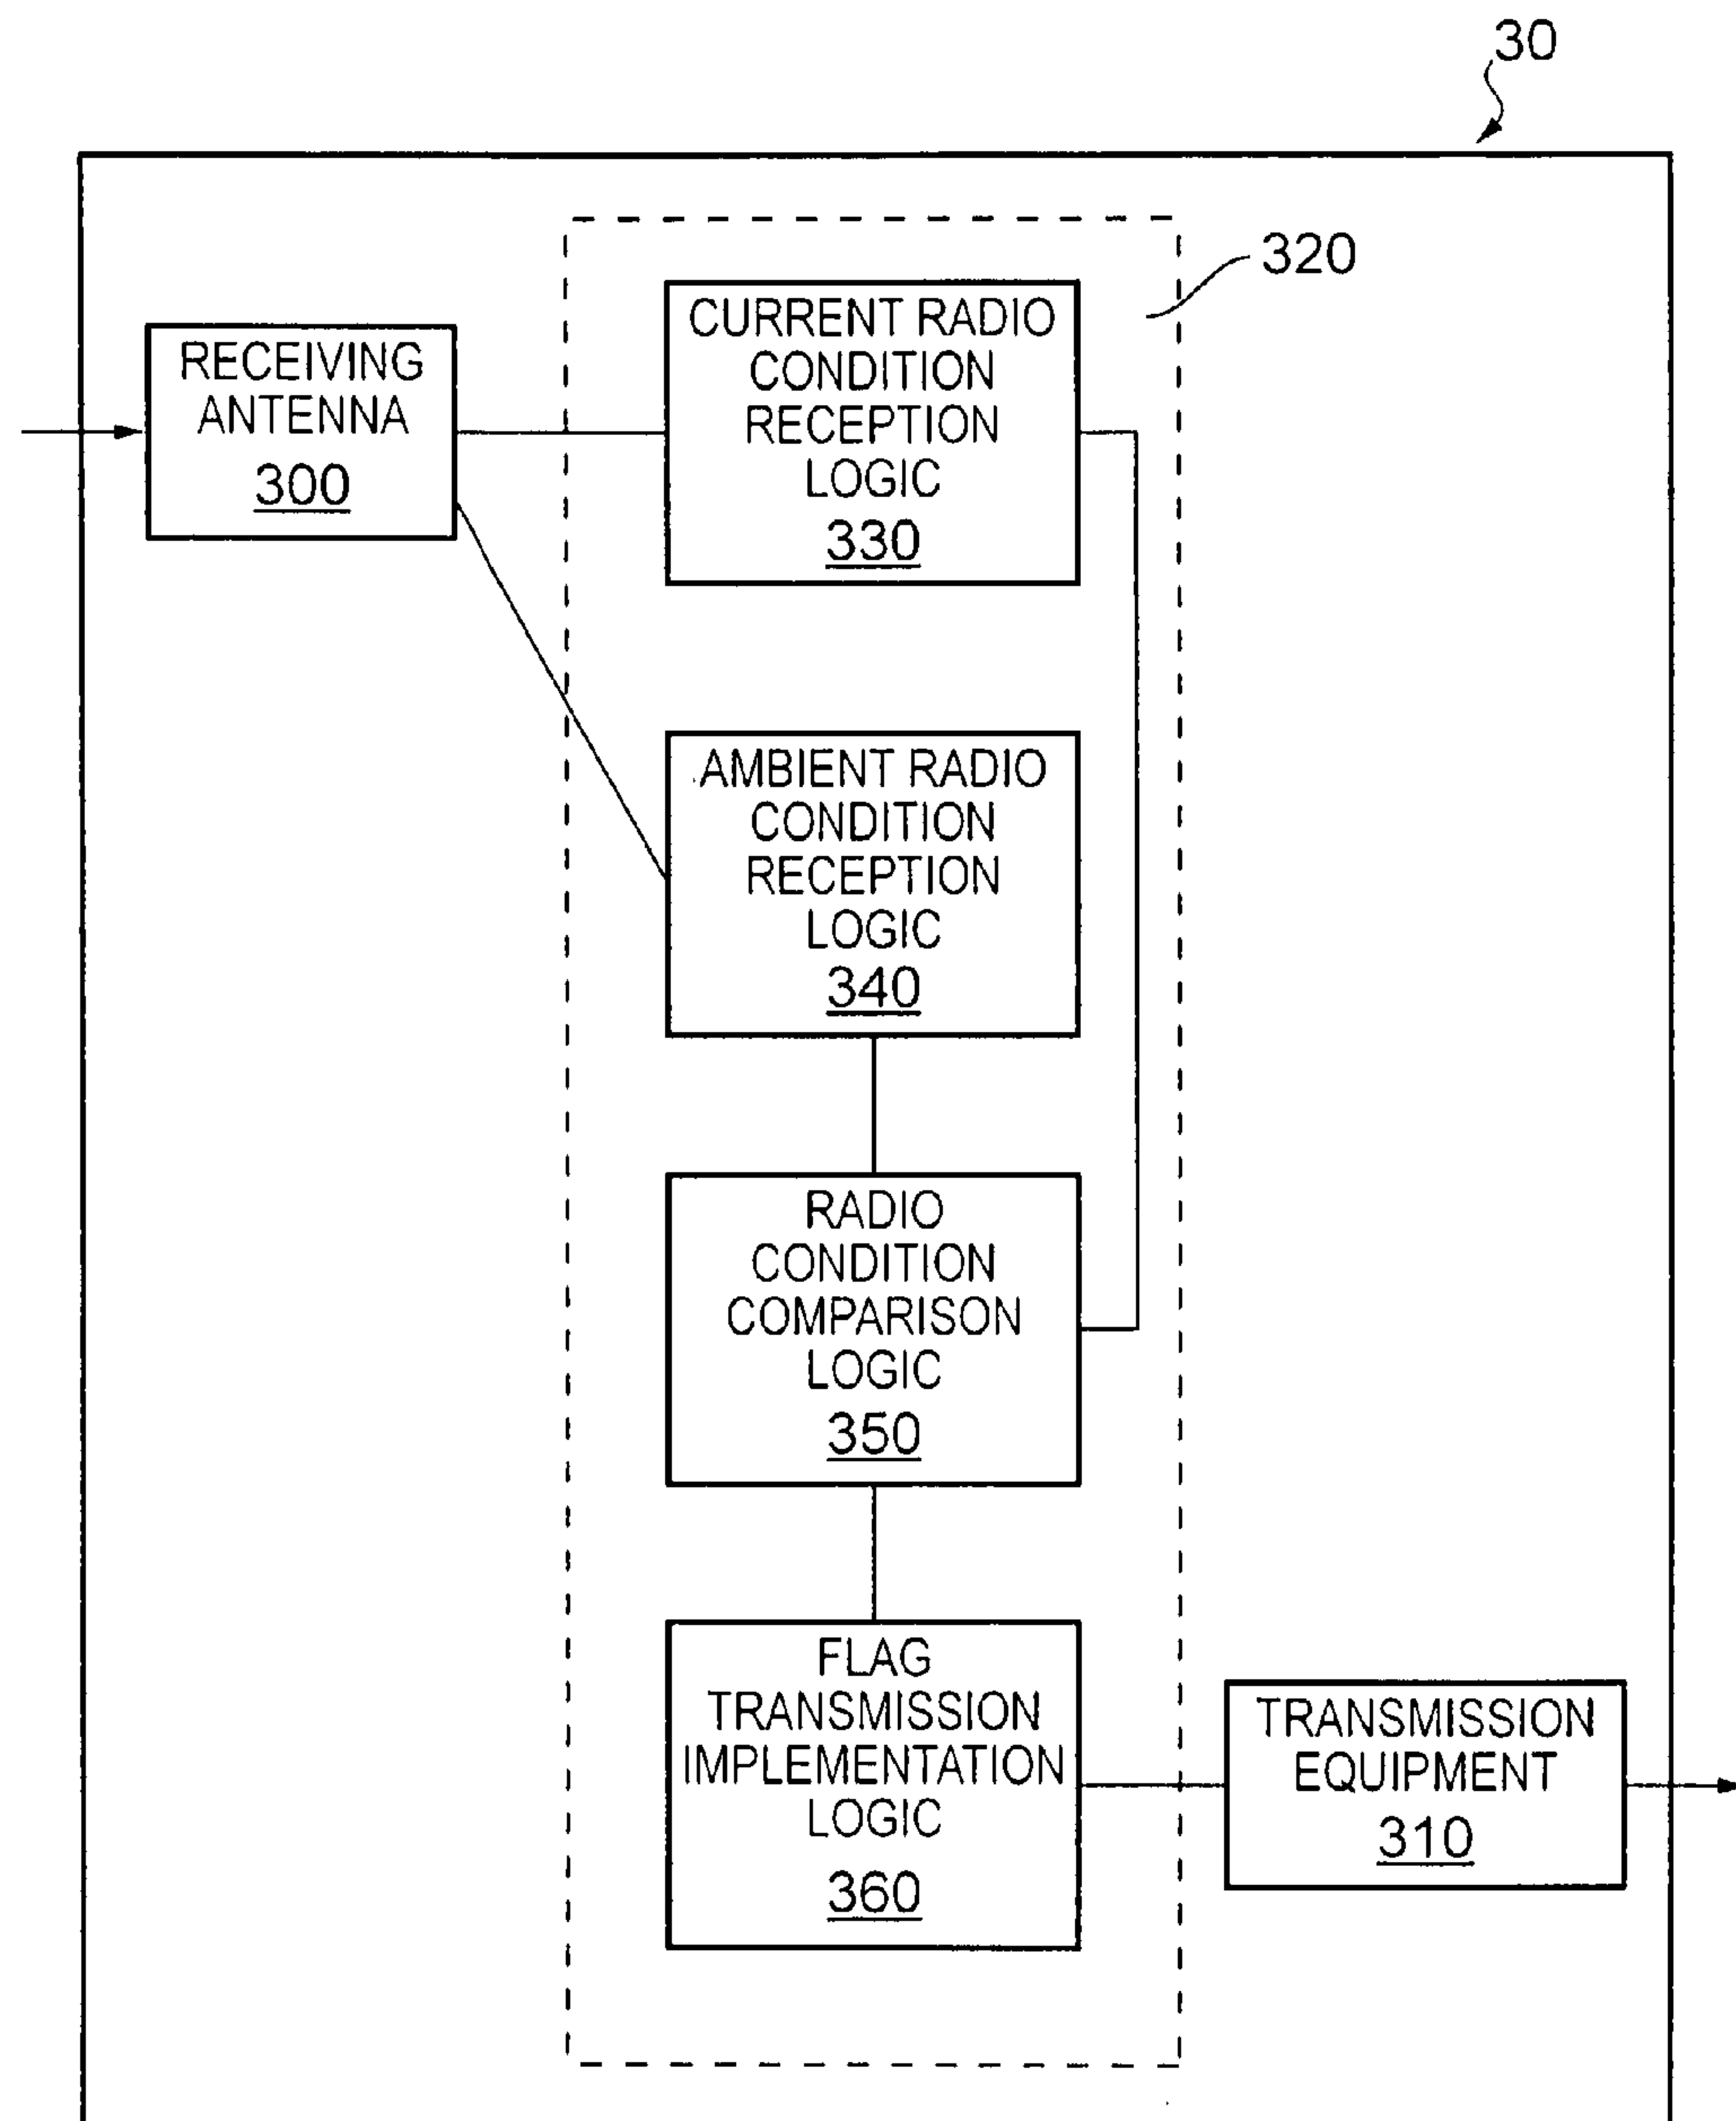 30
320
RECEIVING
ANTENNA
300
CURRENT RADIO
CONDITION
RECEPTION
LOGIC
330
AMBIENT RADIO
CONDITION
RECEPTION
LOGIC
340
RADIO
CONDITION
COMPARISON
LOGIC
350
FLAG
TRANSMISSION
IMPLEMENTATION
LOGIC
360
TRANSMISSION
EQUIPMENT
310